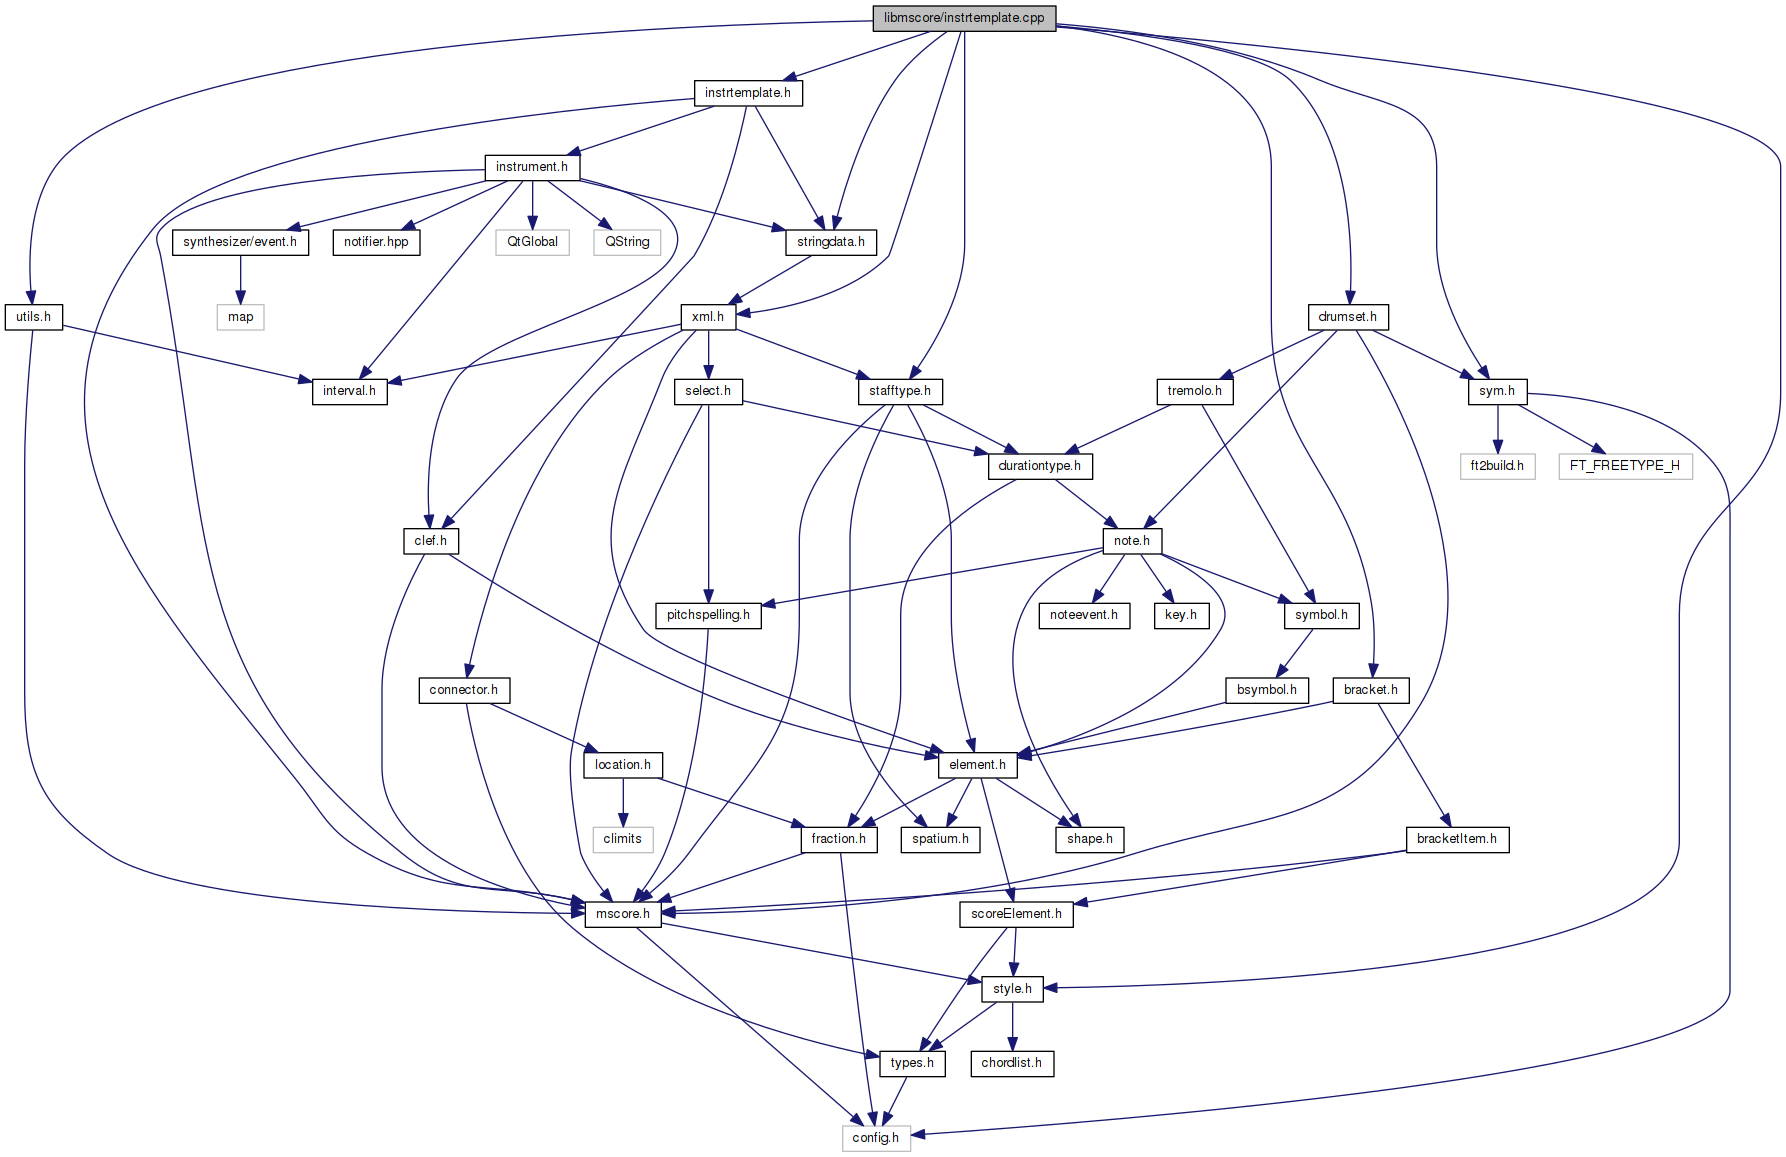 libmscore/instrtemplate.cpp
instrtemplate.h
instrument.h
synthesizer/event.h
notifier.hpp
QtGlobal
QString
stringdata.h
utils.h
map
xml.h
drumset.h
interval.h
select.h
stafftype.h
tremolo.h
sym.h
durationtype.h
ft2build.h
FT_FREETYPE_H
clef.h
note.h
pitchspelling.h
noteevent.h
key.h
symbol.h
connector.h
bsymbol.h
bracket.h
location.h
element.h
climits
fraction.h
spatium.h
shape.h
bracketItem.h
mscore.h
scoreElement.h
style.h
types.h
chordlist.h
config.h